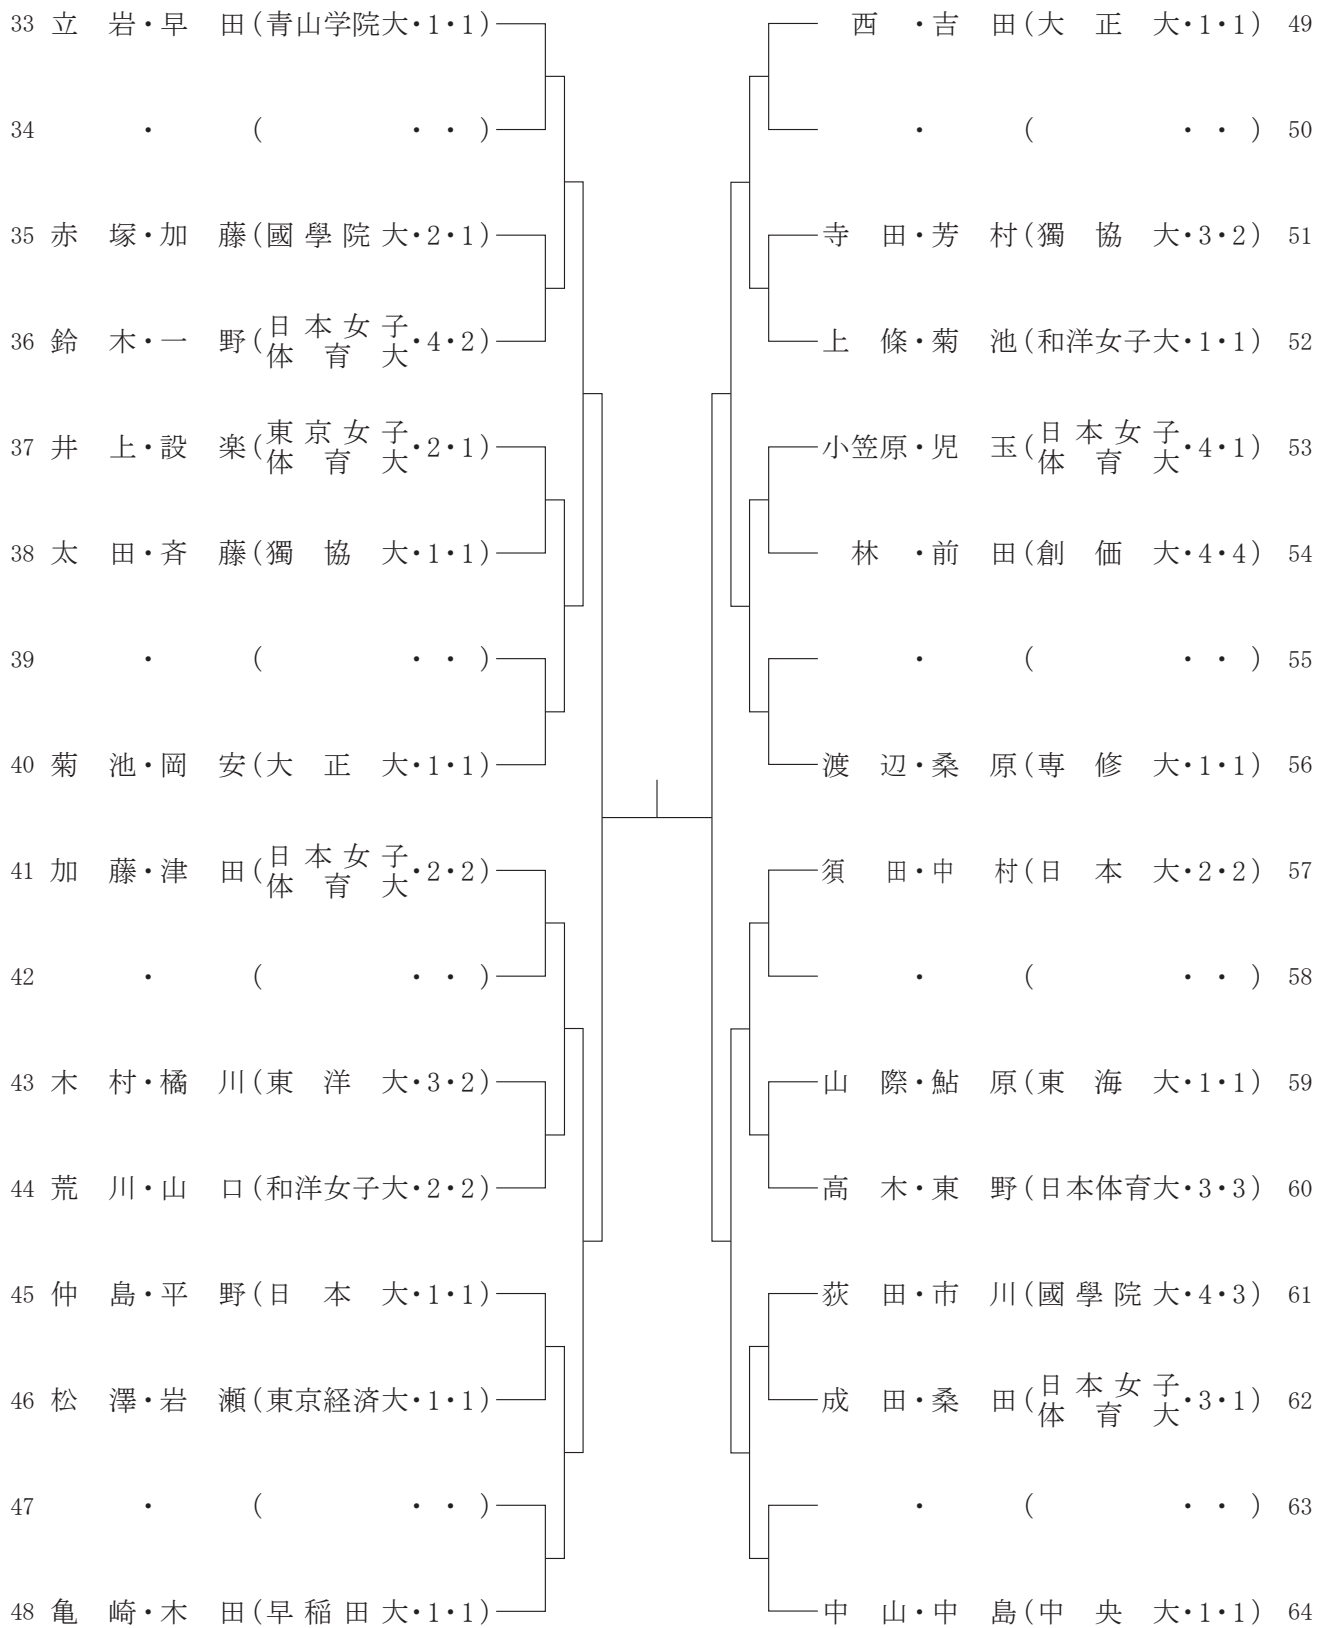 33 立 岩・早 田(青山学院大・1・1)
34 ・ ( ・ ・ )
35 赤 塚・加 藤(國學院大・2・1)
36 鈴 木・一 野(日本女子体育大・4・2)
37 井 上・設 楽(東京女子体育大・2・1)
38 太 田・斉 藤(獨協大・1・1)
39 ・ ( ・ ・ )
40 菊 池・岡 安(大正大・1・1)
41 加 藤・津 田(日本女子体育大・2・2)
42 ・ ( ・ ・ )
43 木 村・橘 川(東洋大・3・2)
44 荒 川・山 口(和洋女子大・2・2)
45 仲 島・平 野(日本大・1・1)
46 松 澤・岩 瀬(東京経済大・1・1)
47 ・ ( ・ ・ )
48 亀 崎・木 田(早稲田大・1・1)
西 ・吉 田(大正大・1・1) 49
・ ( ・ ・ ) 50
寺 田・芳 村(獨協大・3・2) 51
上 條・菊 池(和洋女子大・1・1) 52
小笠原・児 玉(日本女子体育大・4・1) 53
林 ・前 田(創価大・4・4) 54
・ ( ・ ・ ) 55
渡 辺・桑 原(専修大・1・1) 56
須 田・中 村(日本大・2・2) 57
・ ( ・ ・ ) 58
山 際・鮎 原(東海大・1・1) 59
高 木・東 野(日本体育大・3・3) 60
荻 田・市 川(國學院大・4・3) 61
成 田・桑 田(日本女子体育大・3・1) 62
・ ( ・ ・ ) 63
中 山・中 島(中央大・1・1) 64